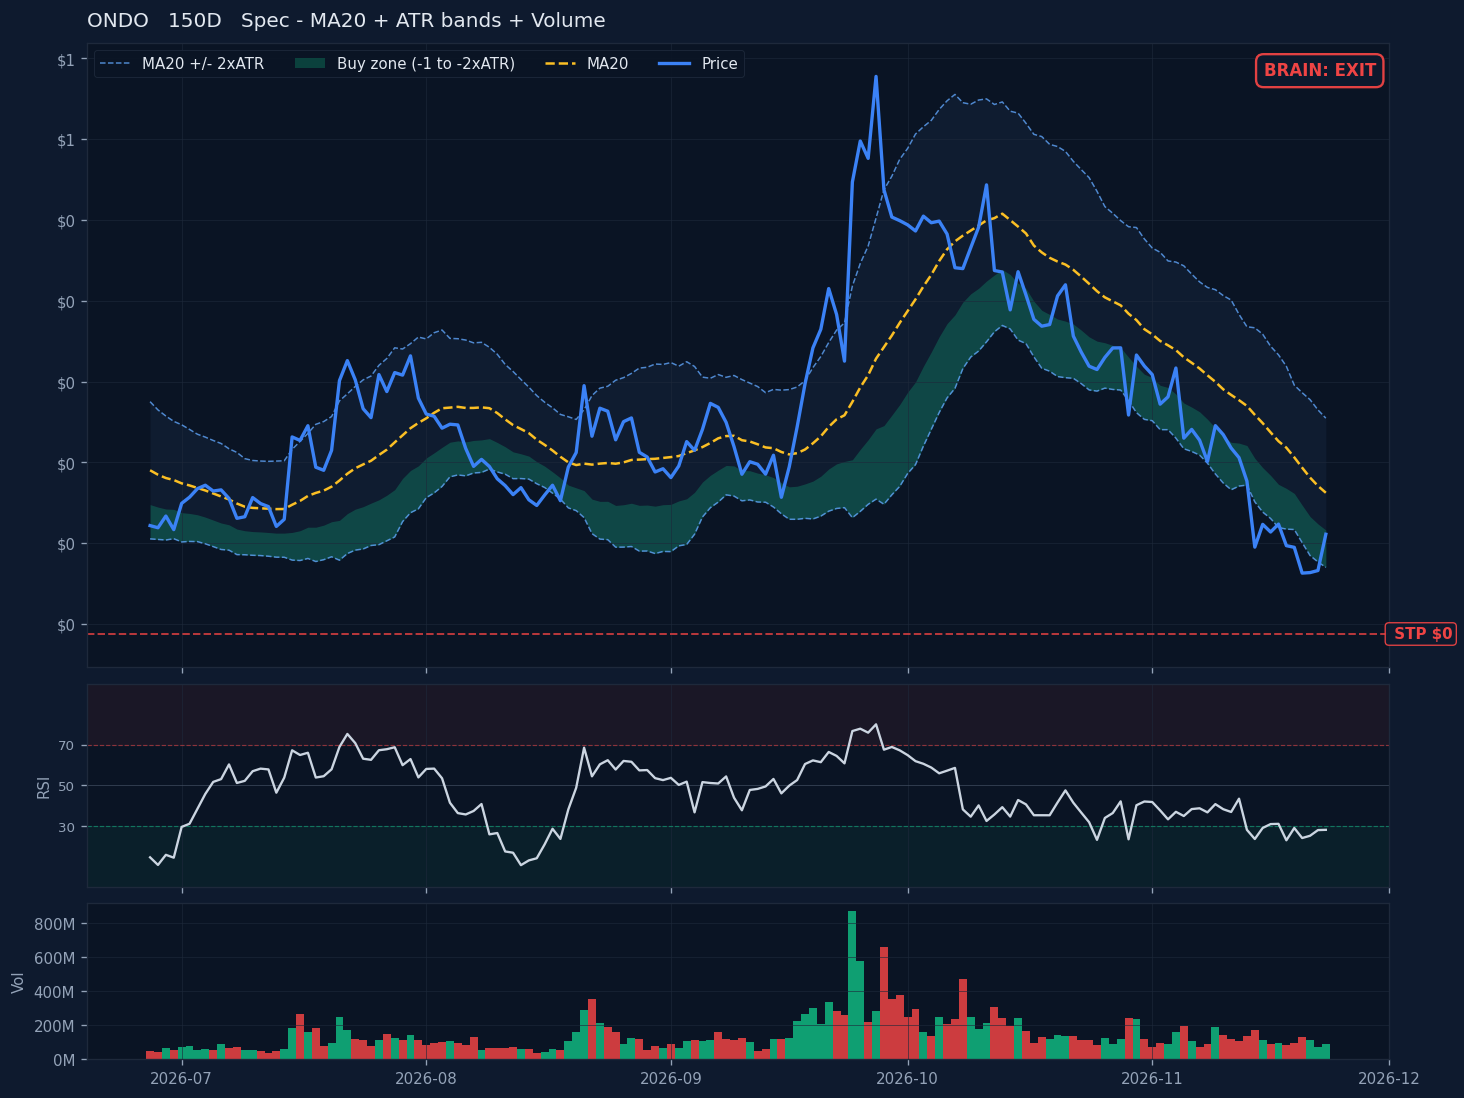 ONDO   150D   Spec - MA20 + ATR bands + Volume
MA20 +/- 2xATR
Buy zone (-1 to -2xATR)
MA20
Price
BRAIN: EXIT
$1
$1
$0
$0
$0
$0
$0
$0
STP $0
RSI
70
50
30
Vol
800M
600M
400M
200M
0M
2026-07
2026-08
2026-09
2026-10
2026-11
2026-12